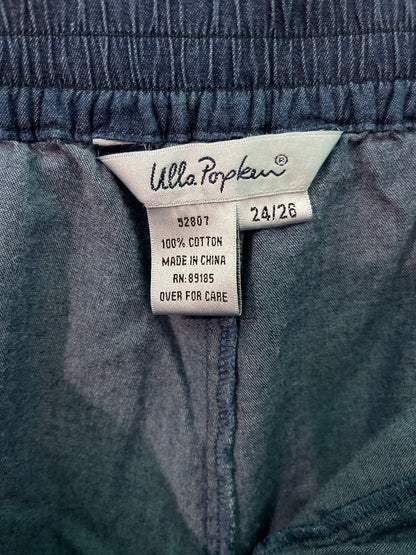 Ulla Popken®
24/26
52807
100% COTTON
MADE IN CHINA
RN: 89185
OVER FOR CARE